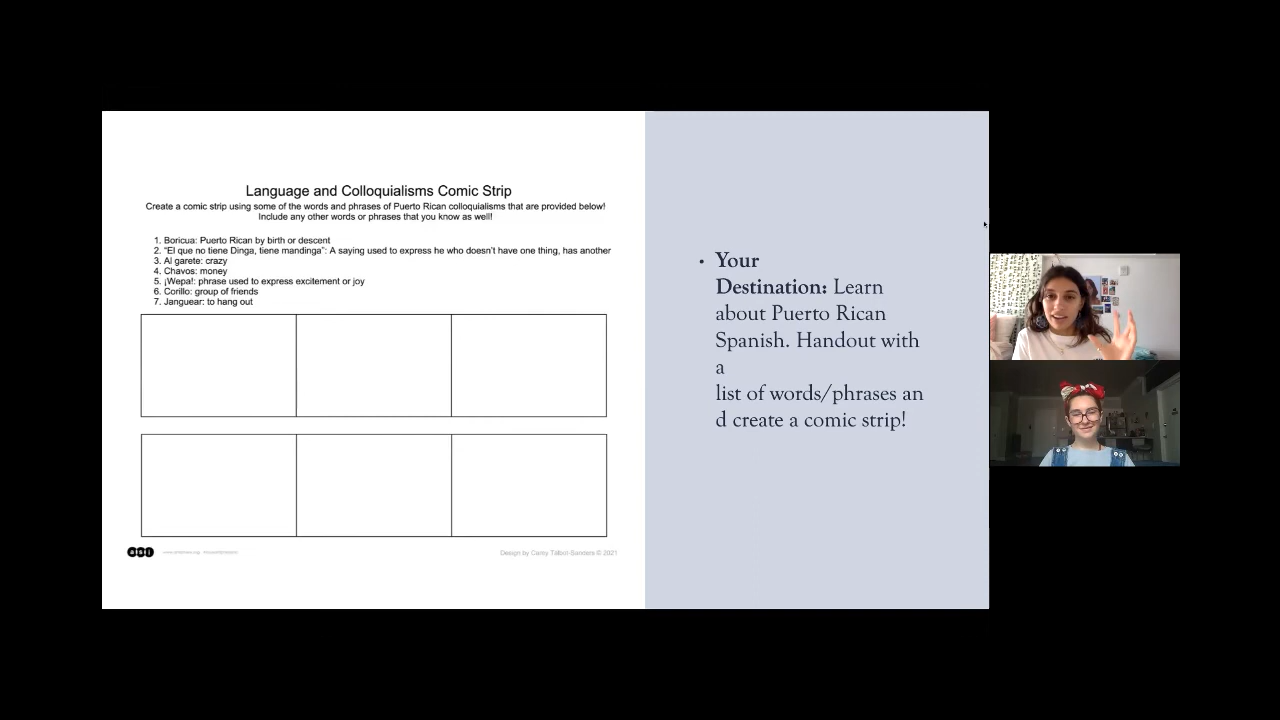 Language and Colloquialisms Comic Strip
Create a comic strip using some of the words and phrases of Puerto Rican colloquialisms that are provided below!
Include any other words or phrases that you know as well!
1. Boricua: Puerto Rican by birth or descent
2. "El que no tiene Dinga, tiene mandinga": A saying used to express he who doesn't have one thing, has another
3. Al garete: crazy
4. Chavos: money
5. ¡Wepa!: phrase used to express excitement or joy
6. Corillo: group of friends
7. Janguear: to hang out
asi
Design by Carey Talbot-Sanders © 2021
• Your
Destination: Learn
about Puerto Rican
Spanish. Handout with
a
list of words/phrases an
d create a comic strip!